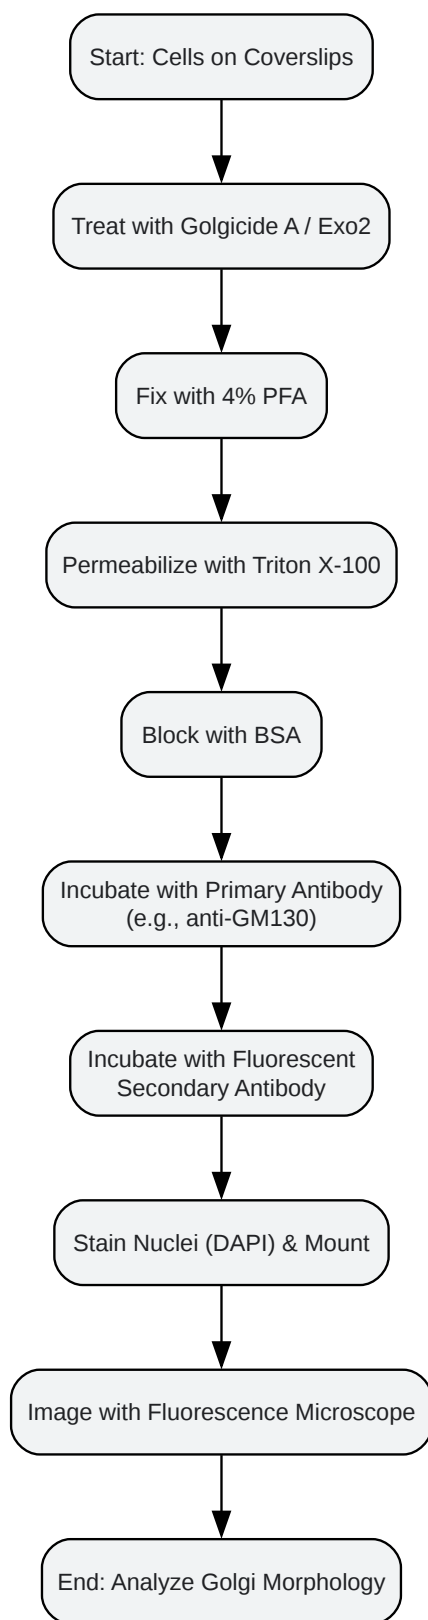 Start: Cells on Coverslips
Treat with Golgicide A / Exo2
Fix with 4% PFA
Permeabilize with Triton X-100
Block with BSA
Incubate with Primary Antibody
(e.g., anti-GM130)
Incubate with Fluorescent
Secondary Antibody
Stain Nuclei (DAPI) & Mount
Image with Fluorescence Microscope
End: Analyze Golgi Morphology